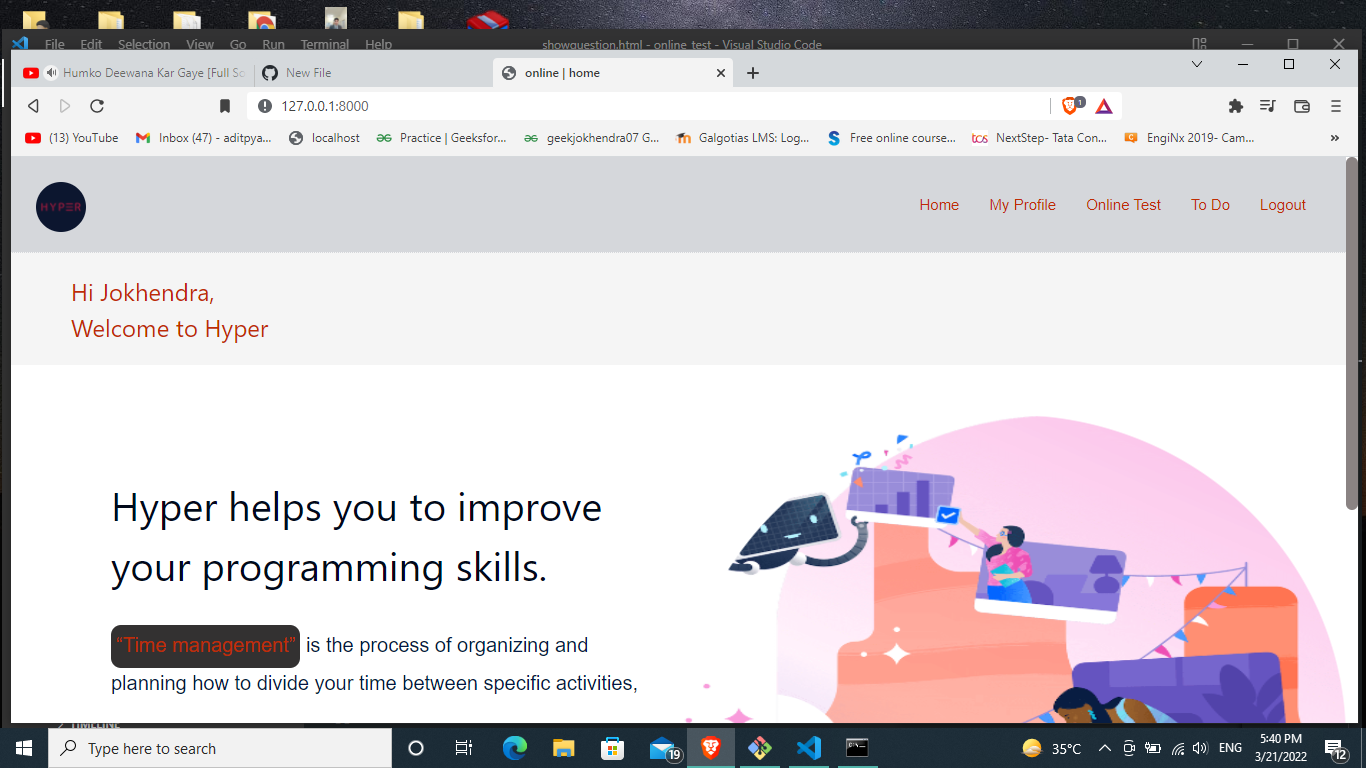 File Edit Selection View Go Run Terminal Help
showquestion.html - online_test - Visual Studio Code
Humko Deewana Kar Gaye [Full So
New File
online | home
127.0.0.1:8000
1
(13) YouTube
Inbox (47) - aditpya...
localhost
Practice | Geeksfor...
geekjokhendra07 G...
Galgotias LMS: Log...
Free online course...
tcs
NextStep- Tata Con...
EngiNx 2019- Cam...
»
HYPER
Home
My Profile
Online Test
To Do
Logout
Hi Jokhendra,
Welcome to Hyper
Hyper helps you to improve
your programming skills.
“Time management” is the process of organizing and
planning how to divide your time between specific activities,
TIMELINE
Type here to search
19
35°C
ENG
5:40 PM
3/21/2022
12